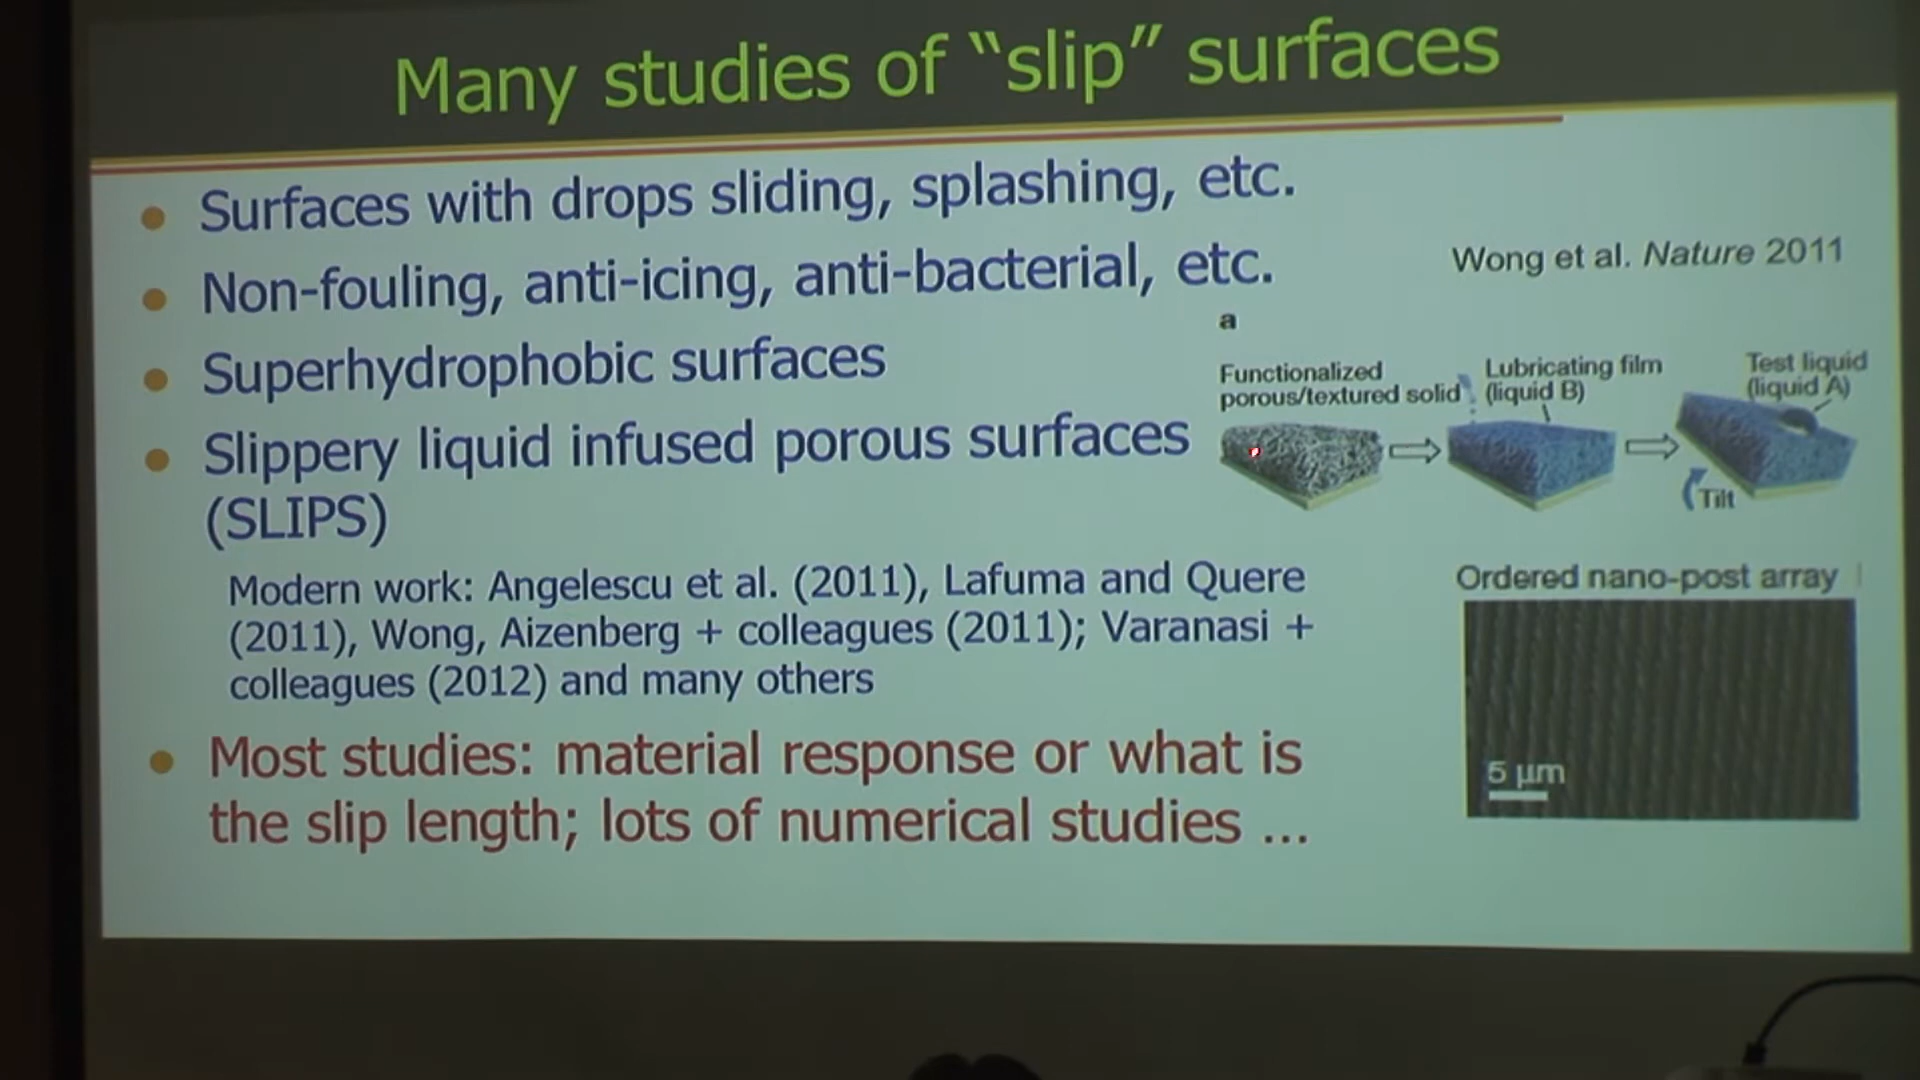 Many studies of “slip” surfaces
Surfaces with drops sliding, splashing, etc.
Non-fouling, anti-icing, anti-bacterial, etc.
Superhydrophobic surfaces
Slippery liquid infused porous surfaces
(SLIPS)
Modern work: Angelescu et al. (2011), Lafuma and Quere
(2011), Wong, Aizenberg + colleagues (2011); Varanasi +
colleagues (2012) and many others
Most studies: material response or what is
the slip length; lots of numerical studies ...
Wong et al. Nature 2011
a
Functionalized
porous/textured solid
Lubricating film
(liquid B)
Test liquid
(liquid A)
Tilt
Ordered nano-post array
5 μm